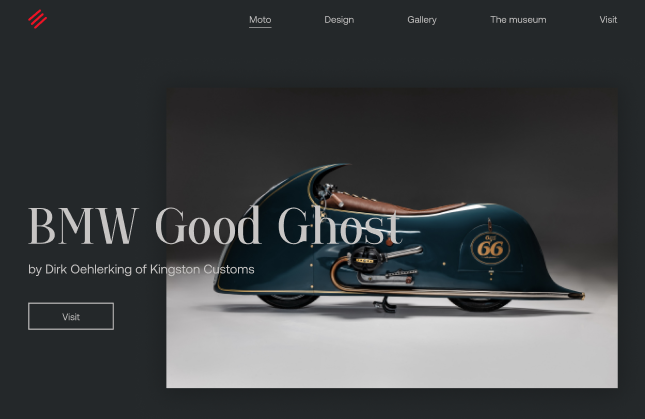 Moto
Design
Gallery
The museum
Visit
BMW Good Ghost
by Dirk Oehlerking of Kingston Customs
Visit
66